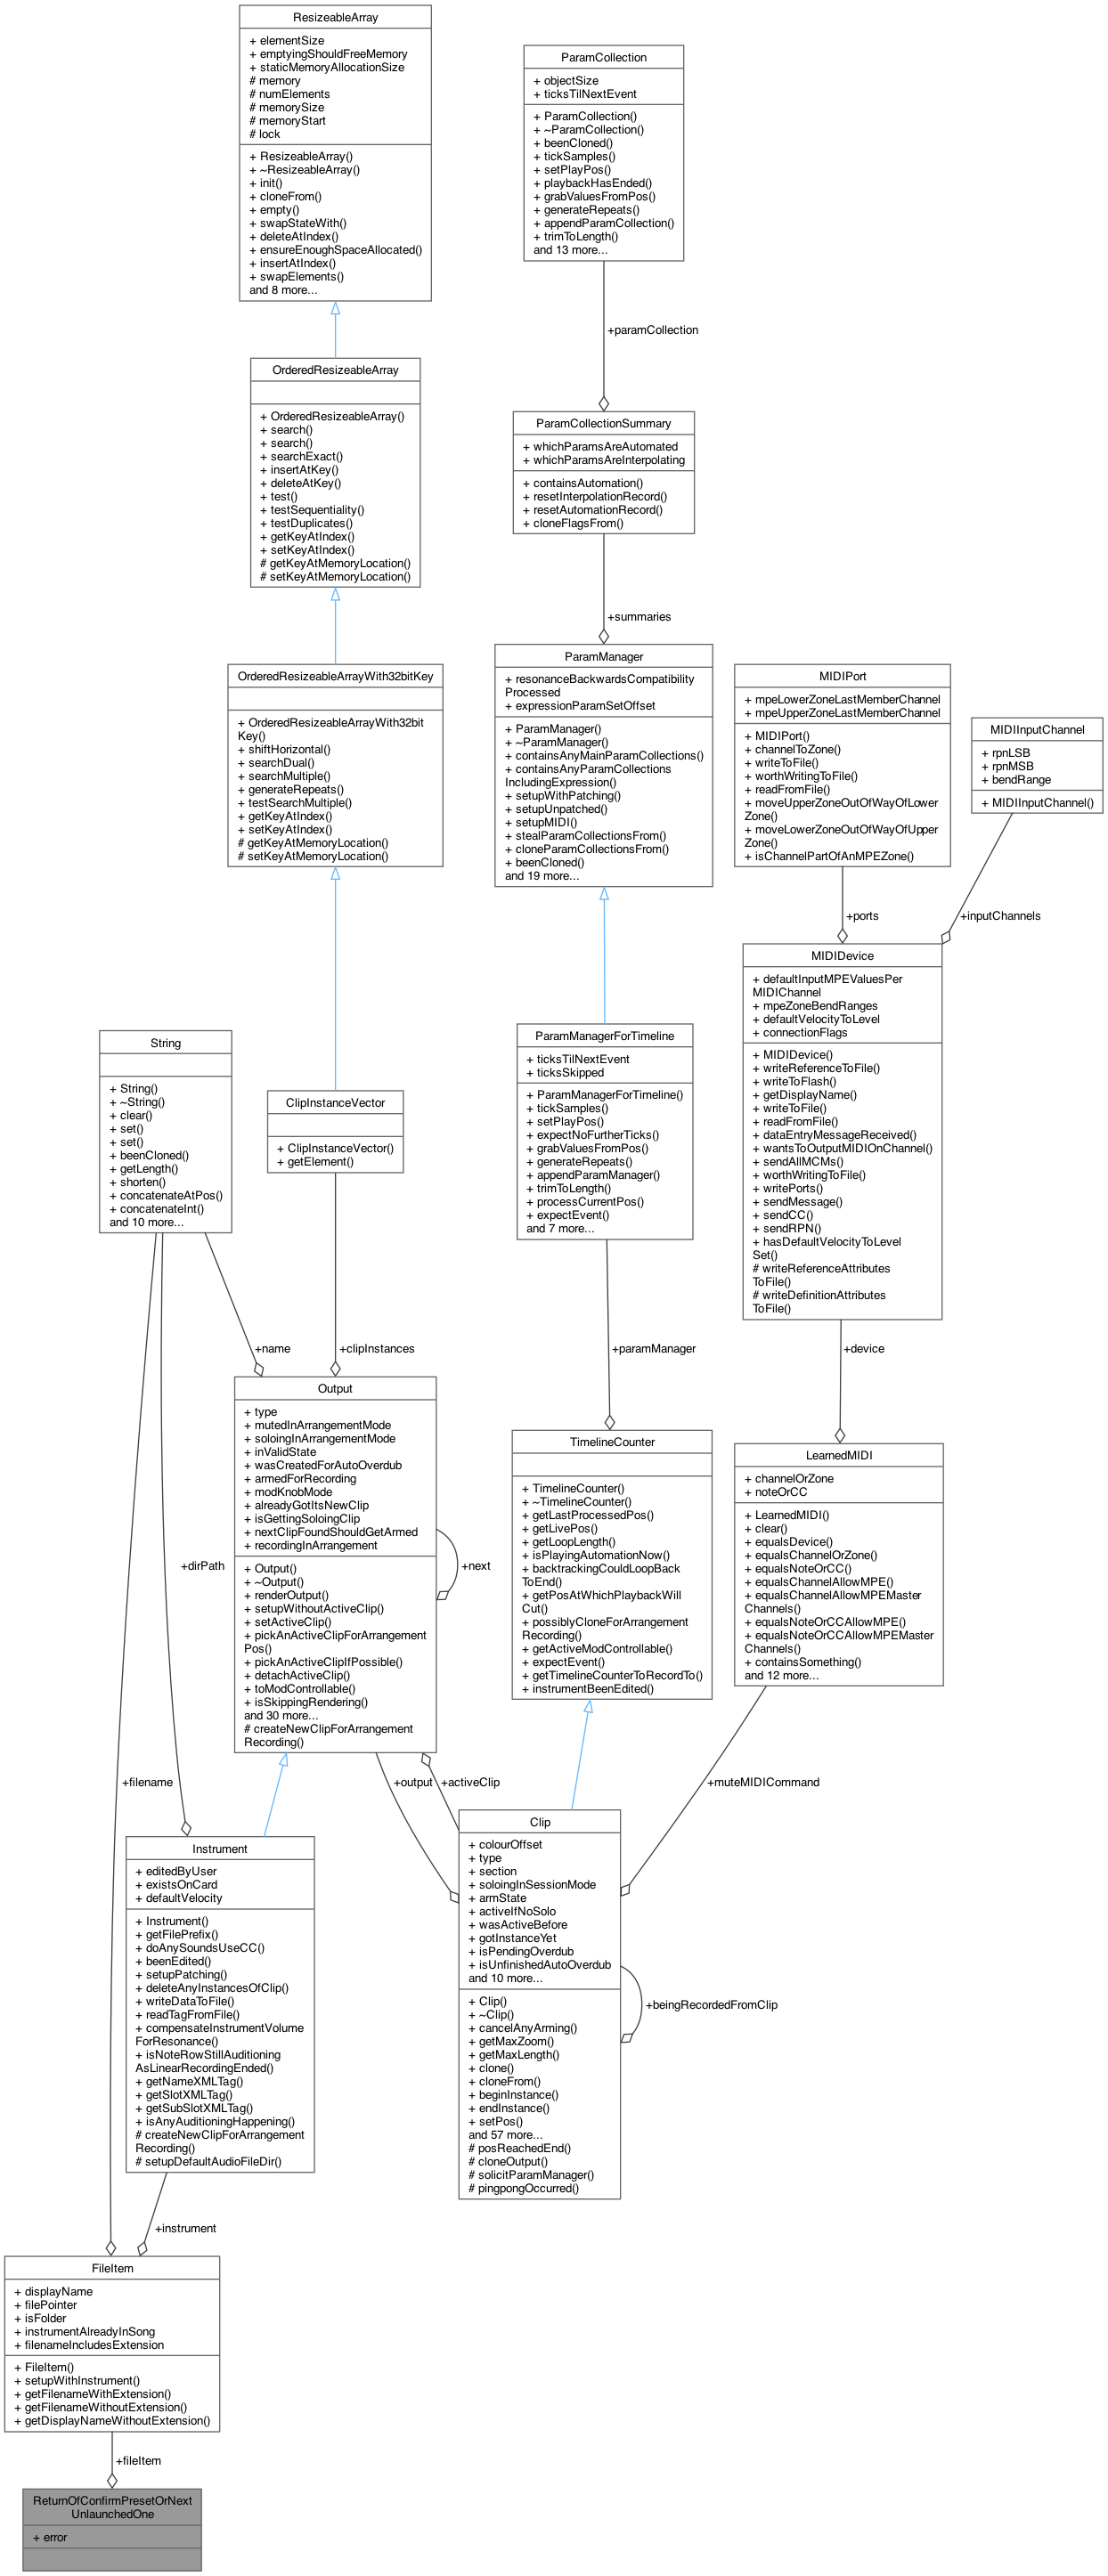 ResizeableArray
+ elementSize
+ emptyingShouldFreeMemory
+ staticMemoryAllocationSize
# memory
# numElements
# memorySize
# memoryStart
# lock
+ ResizeableArray()
+ ~ResizeableArray()
+ init()
+ cloneFrom()
+ empty()
+ swapStateWith()
+ deleteAtIndex()
+ ensureEnoughSpaceAllocated()
+ insertAtIndex()
+ swapElements()
and 8 more...
ParamCollection
+ objectSize
+ ticksTilNextEvent
+ ParamCollection()
+ ~ParamCollection()
+ beenCloned()
+ tickSamples()
+ setPlayPos()
+ playbackHasEnded()
+ grabValuesFromPos()
+ generateRepeats()
+ appendParamCollection()
+ trimToLength()
and 13 more...
+paramCollection
OrderedResizeableArray
+ OrderedResizeableArray()
+ search()
+ search()
+ searchExact()
+ insertAtKey()
+ deleteAtKey()
+ test()
+ testSequentiality()
+ testDuplicates()
+ getKeyAtIndex()
+ setKeyAtIndex()
# getKeyAtMemoryLocation()
# setKeyAtMemoryLocation()
ParamCollectionSummary
+ whichParamsAreAutomated
+ whichParamsAreInterpolating
+ containsAutomation()
+ resetInterpolationRecord()
+ resetAutomationRecord()
+ cloneFlagsFrom()
+summaries
OrderedResizeableArrayWith32bitKey
+ OrderedResizeableArrayWith32bit
Key()
+ shiftHorizontal()
+ searchDual()
+ searchMultiple()
+ generateRepeats()
+ testSearchMultiple()
+ getKeyAtIndex()
+ setKeyAtIndex()
# getKeyAtMemoryLocation()
# setKeyAtMemoryLocation()
ParamManager
+ resonanceBackwardsCompatibility
Processed
+ expressionParamSetOffset
+ ParamManager()
+ ~ParamManager()
+ containsAnyMainParamCollections()
+ containsAnyParamCollections
IncludingExpression()
+ setupWithPatching()
+ setupUnpatched()
+ setupMIDI()
+ stealParamCollectionsFrom()
+ cloneParamCollectionsFrom()
+ beenCloned()
and 19 more...
MIDIPort
+ mpeLowerZoneLastMemberChannel
+ mpeUpperZoneLastMemberChannel
+ MIDIPort()
+ channelToZone()
+ writeToFile()
+ worthWritingToFile()
+ readFromFile()
+ moveUpperZoneOutOfWayOfLower
Zone()
+ moveLowerZoneOutOfWayOfUpper
Zone()
+ isChannelPartOfAnMPEZone()
MIDIInputChannel
+ rpnLSB
+ rpnMSB
+ bendRange
+ MIDIInputChannel()
+ports
+inputChannels
MIDIDevice
+ defaultInputMPEValuesPer
MIDIChannel
+ mpeZoneBendRanges
+ defaultVelocityToLevel
+ connectionFlags
+ MIDIDevice()
+ writeReferenceToFile()
+ writeToFlash()
+ getDisplayName()
+ writeToFile()
+ readFromFile()
+ dataEntryMessageReceived()
+ wantsToOutputMIDIOnChannel()
+ sendAllMCMs()
+ worthWritingToFile()
+ writePorts()
+ sendMessage()
+ sendCC()
+ sendRPN()
+ hasDefaultVelocityToLevel
Set()
# writeReferenceAttributes
ToFile()
# writeDefinitionAttributes
ToFile()
String
+ String()
+ ~String()
+ clear()
+ set()
+ set()
+ beenCloned()
+ getLength()
+ shorten()
+ concatenateAtPos()
+ concatenateInt()
and 10 more...
ClipInstanceVector
+ ClipInstanceVector()
+ getElement()
ParamManagerForTimeline
+ ticksTilNextEvent
+ ticksSkipped
+ ParamManagerForTimeline()
+ tickSamples()
+ setPlayPos()
+ expectNoFurtherTicks()
+ grabValuesFromPos()
+ generateRepeats()
+ appendParamManager()
+ trimToLength()
+ processCurrentPos()
+ expectEvent()
and 7 more...
+name
+clipInstances
+paramManager
+device
Output
+ type
+ mutedInArrangementMode
+ soloingInArrangementMode
+ inValidState
+ wasCreatedForAutoOverdub
+ armedForRecording
+ modKnobMode
+ alreadyGotItsNewClip
+ isGettingSoloingClip
+ nextClipFoundShouldGetArmed
+ recordingInArrangement
+ Output()
+ ~Output()
+ renderOutput()
+ setupWithoutActiveClip()
+ setActiveClip()
+ pickAnActiveClipForArrangement
Pos()
+ pickAnActiveClipIfPossible()
+ detachActiveClip()
+ toModControllable()
+ isSkippingRendering()
and 30 more...
# createNewClipForArrangement
Recording()
+next
+dirPath
TimelineCounter
+ TimelineCounter()
+ ~TimelineCounter()
+ getLastProcessedPos()
+ getLivePos()
+ getLoopLength()
+ isPlayingAutomationNow()
+ backtrackingCouldLoopBack
ToEnd()
+ getPosAtWhichPlaybackWill
Cut()
+ possiblyCloneForArrangement
Recording()
+ getActiveModControllable()
+ expectEvent()
+ getTimelineCounterToRecordTo()
+ instrumentBeenEdited()
LearnedMIDI
+ channelOrZone
+ noteOrCC
+ LearnedMIDI()
+ clear()
+ equalsDevice()
+ equalsChannelOrZone()
+ equalsNoteOrCC()
+ equalsChannelAllowMPE()
+ equalsChannelAllowMPEMaster
Channels()
+ equalsNoteOrCCAllowMPE()
+ equalsNoteOrCCAllowMPEMaster
Channels()
+ containsSomething()
and 12 more...
+filename
+output
+activeClip
+muteMIDICommand
Instrument
+ editedByUser
+ existsOnCard
+ defaultVelocity
+ Instrument()
+ getFilePrefix()
+ doAnySoundsUseCC()
+ beenEdited()
+ setupPatching()
+ deleteAnyInstancesOfClip()
+ writeDataToFile()
+ readTagFromFile()
+ compensateInstrumentVolume
ForResonance()
+ isNoteRowStillAuditioning
AsLinearRecordingEnded()
+ getNameXMLTag()
+ getSlotXMLTag()
+ getSubSlotXMLTag()
+ isAnyAuditioningHappening()
# createNewClipForArrangement
Recording()
# setupDefaultAudioFileDir()
Clip
+ colourOffset
+ type
+ section
+ soloingInSessionMode
+ armState
+ activeIfNoSolo
+ wasActiveBefore
+ gotInstanceYet
+ isPendingOverdub
+ isUnfinishedAutoOverdub
and 10 more...
+ Clip()
+ ~Clip()
+ cancelAnyArming()
+ getMaxZoom()
+ getMaxLength()
+ clone()
+ cloneFrom()
+ beginInstance()
+ endInstance()
+ setPos()
and 57 more...
# posReachedEnd()
# cloneOutput()
# solicitParamManager()
# pingpongOccurred()
+beingRecordedFromClip
+instrument
FileItem
+ displayName
+ filePointer
+ isFolder
+ instrumentAlreadyInSong
+ filenameIncludesExtension
+ FileItem()
+ setupWithInstrument()
+ getFilenameWithExtension()
+ getFilenameWithoutExtension()
+ getDisplayNameWithoutExtension()
+fileItem
ReturnOfConfirmPresetOrNext
UnlaunchedOne
+ error